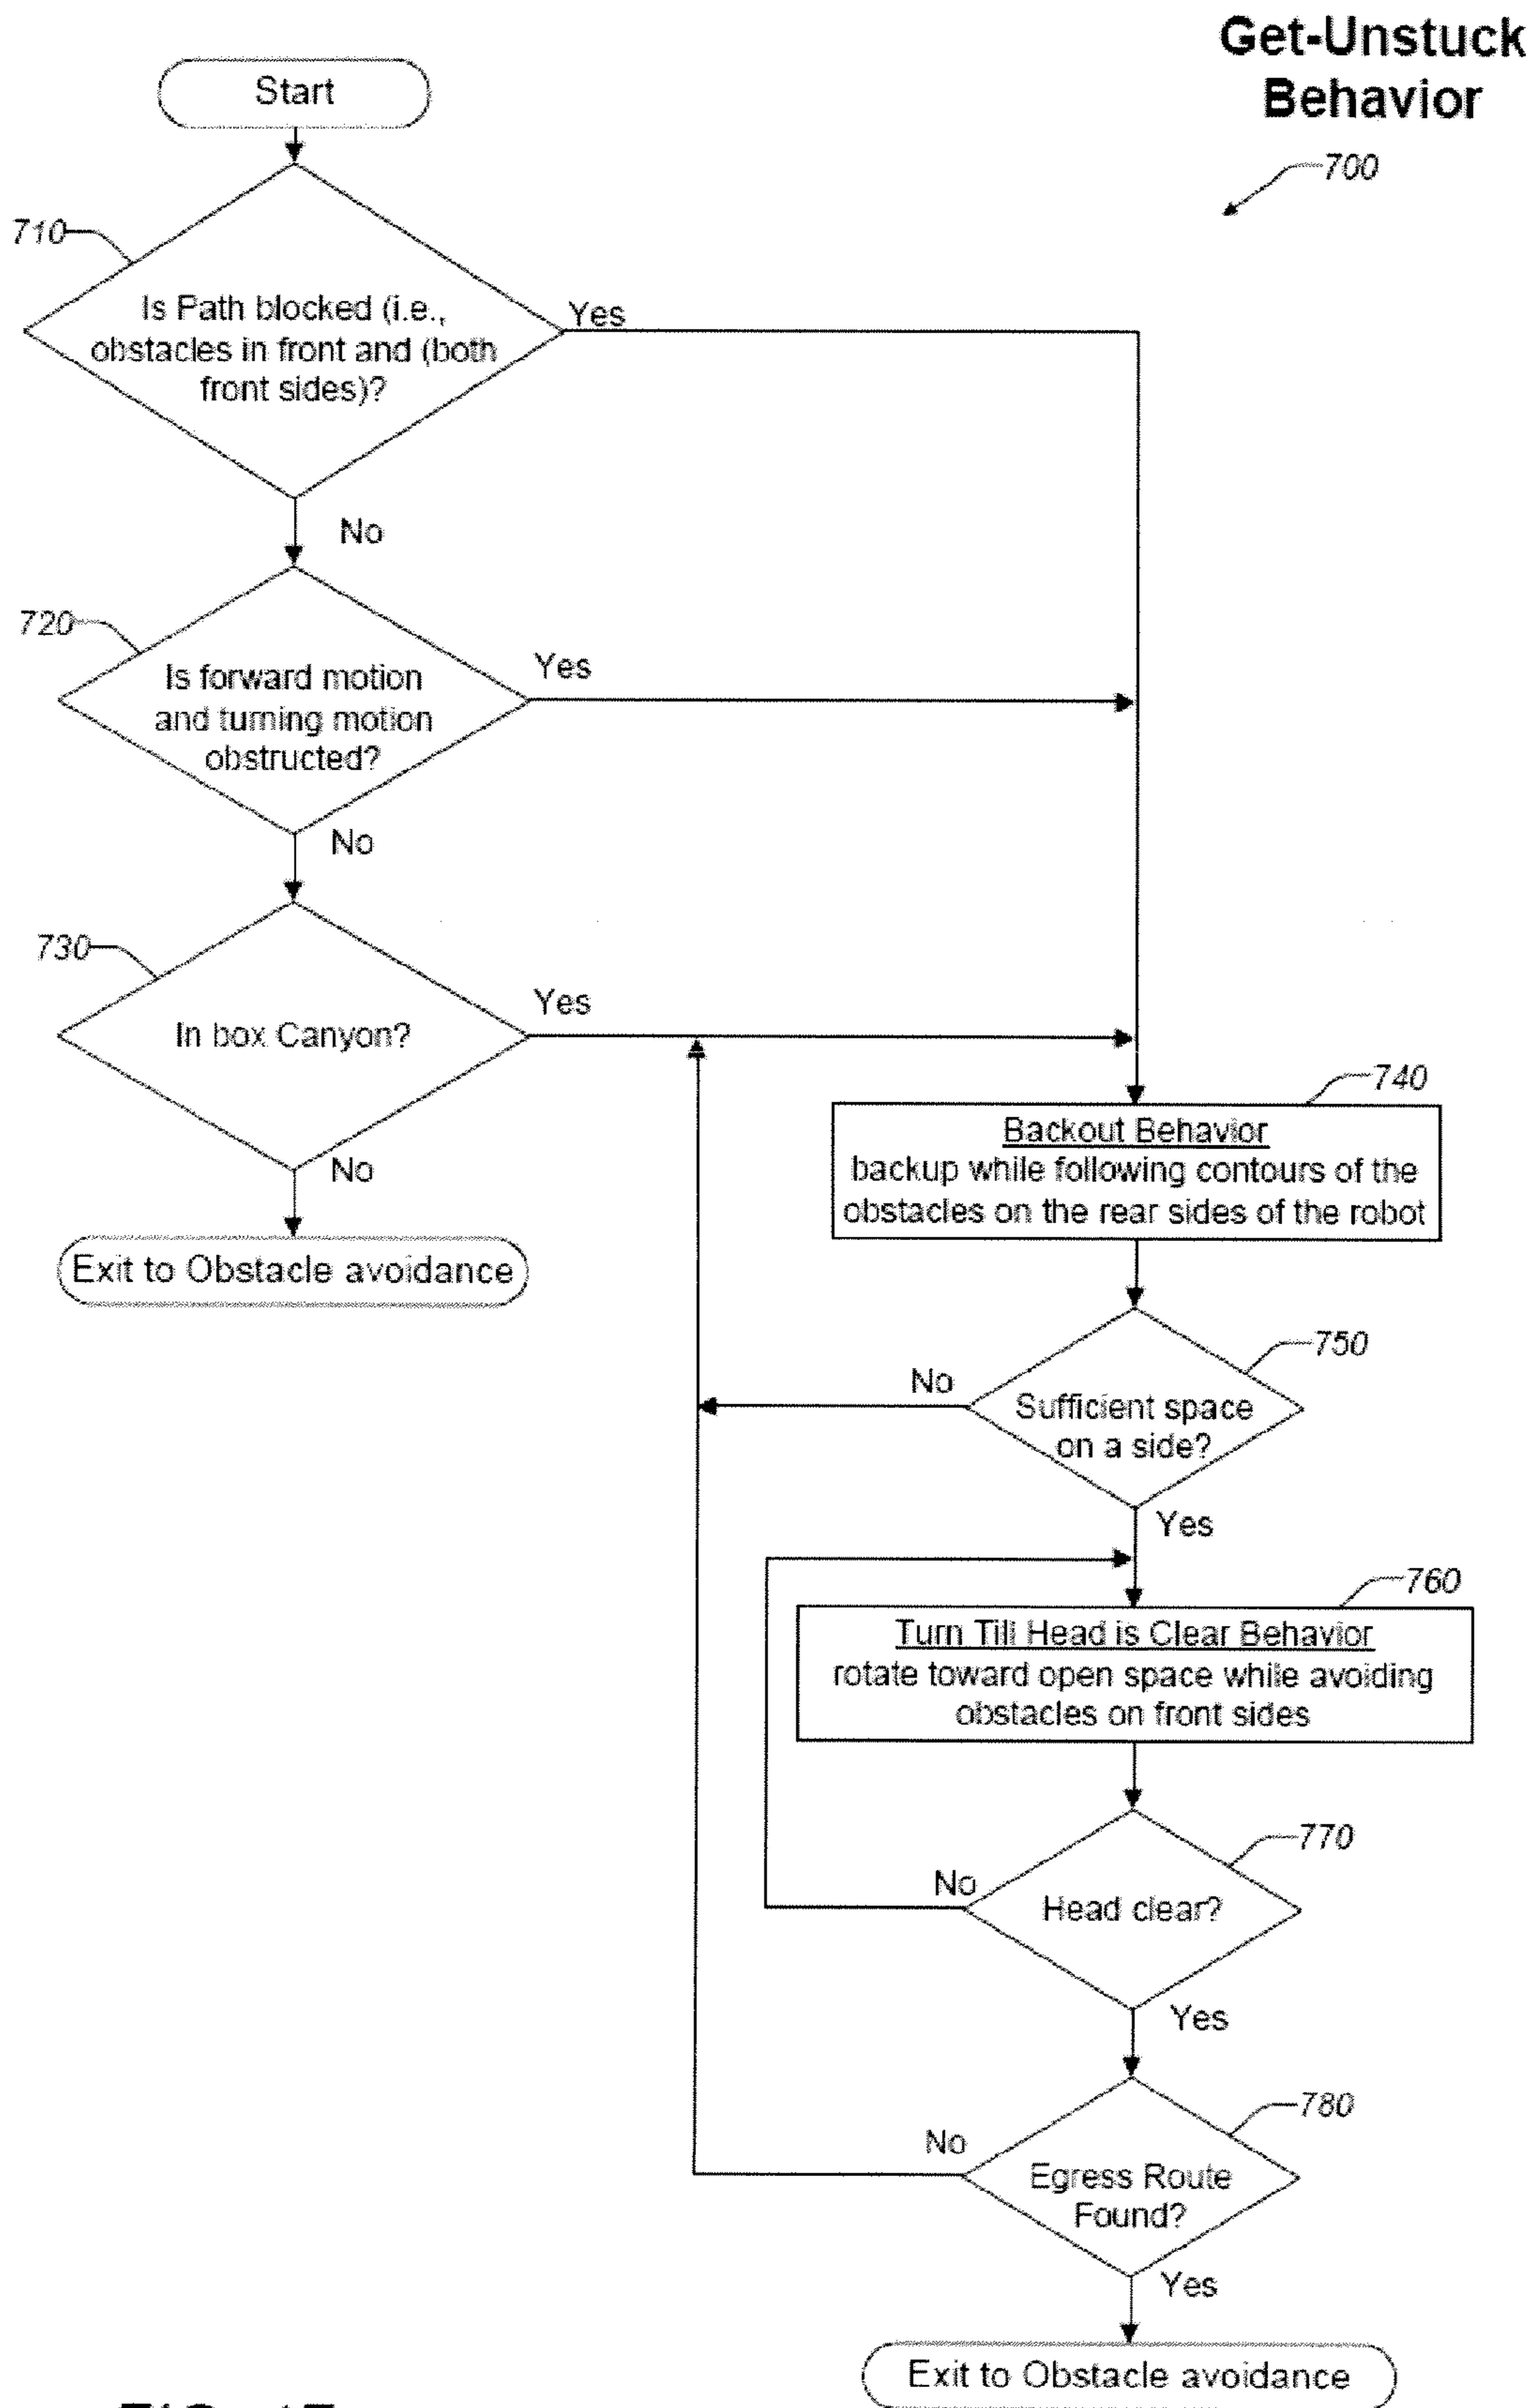 Get-Unstuck
Behavior
700
Start
710
Is Path blocked (i.e.,
obstacles in front and (both
front sides)?
Yes
No
720
Is forward motion
and turning motion
obstructed?
Yes
No
730
In box Canyon?
Yes
No
Exit to Obstacle avoidance
740
Backout Behavior
backup while following contours of the
obstacles on the rear sides of the robot
750
Sufficient space
on a side?
No
Yes
760
Turn Till Head is Clear Behavior
rotate toward open space while avoiding
obstacles on front sides
770
Head clear?
No
Yes
780
Egress Route
Found?
No
Yes
Exit to Obstacle avoidance